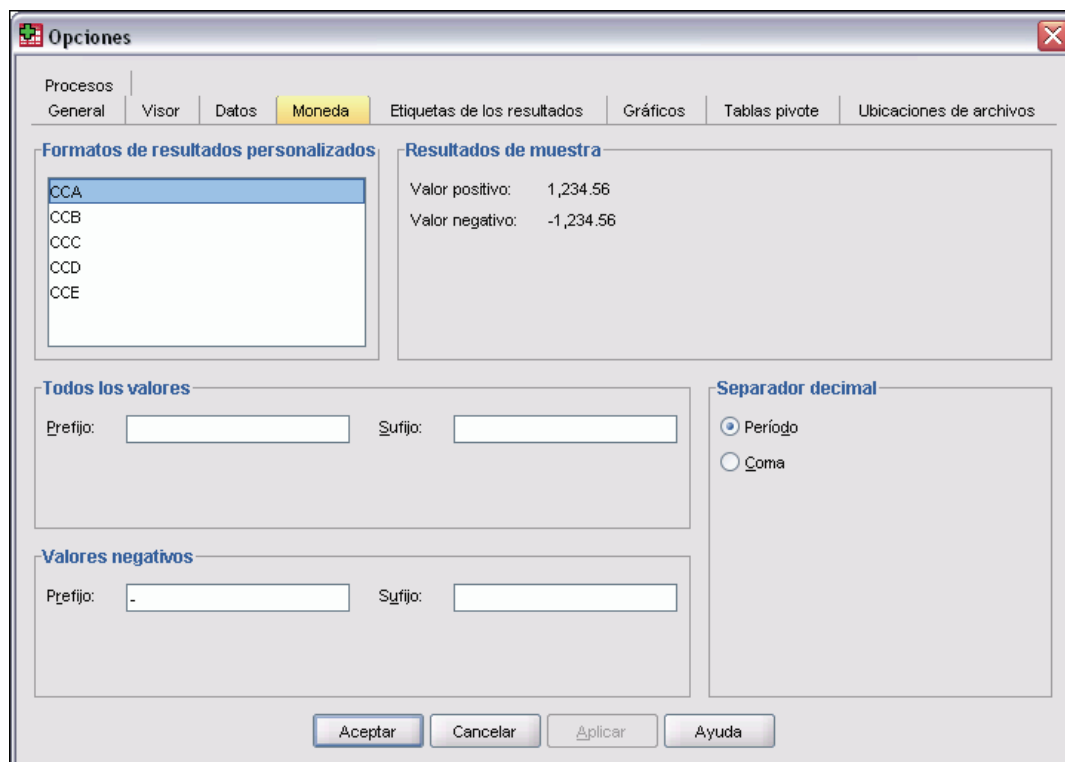 Opciones
Procesos
General Visor Datos Moneda Etiquetas de los resultados Gráficos Tablas pivote Ubicaciones de archivos
Formatos de resultados personalizados
CCA
CCB
CCC
CCD
CCE
Resultados de muestra
Valor positivo: 1,234.56
Valor negativo: -1,234.56
Todos los valores
Prefijo: Sufijo:
Separador decimal
Período
Coma
Valores negativos
Prefijo: - Sufijo:
Aceptar Cancelar Aplicar Ayuda